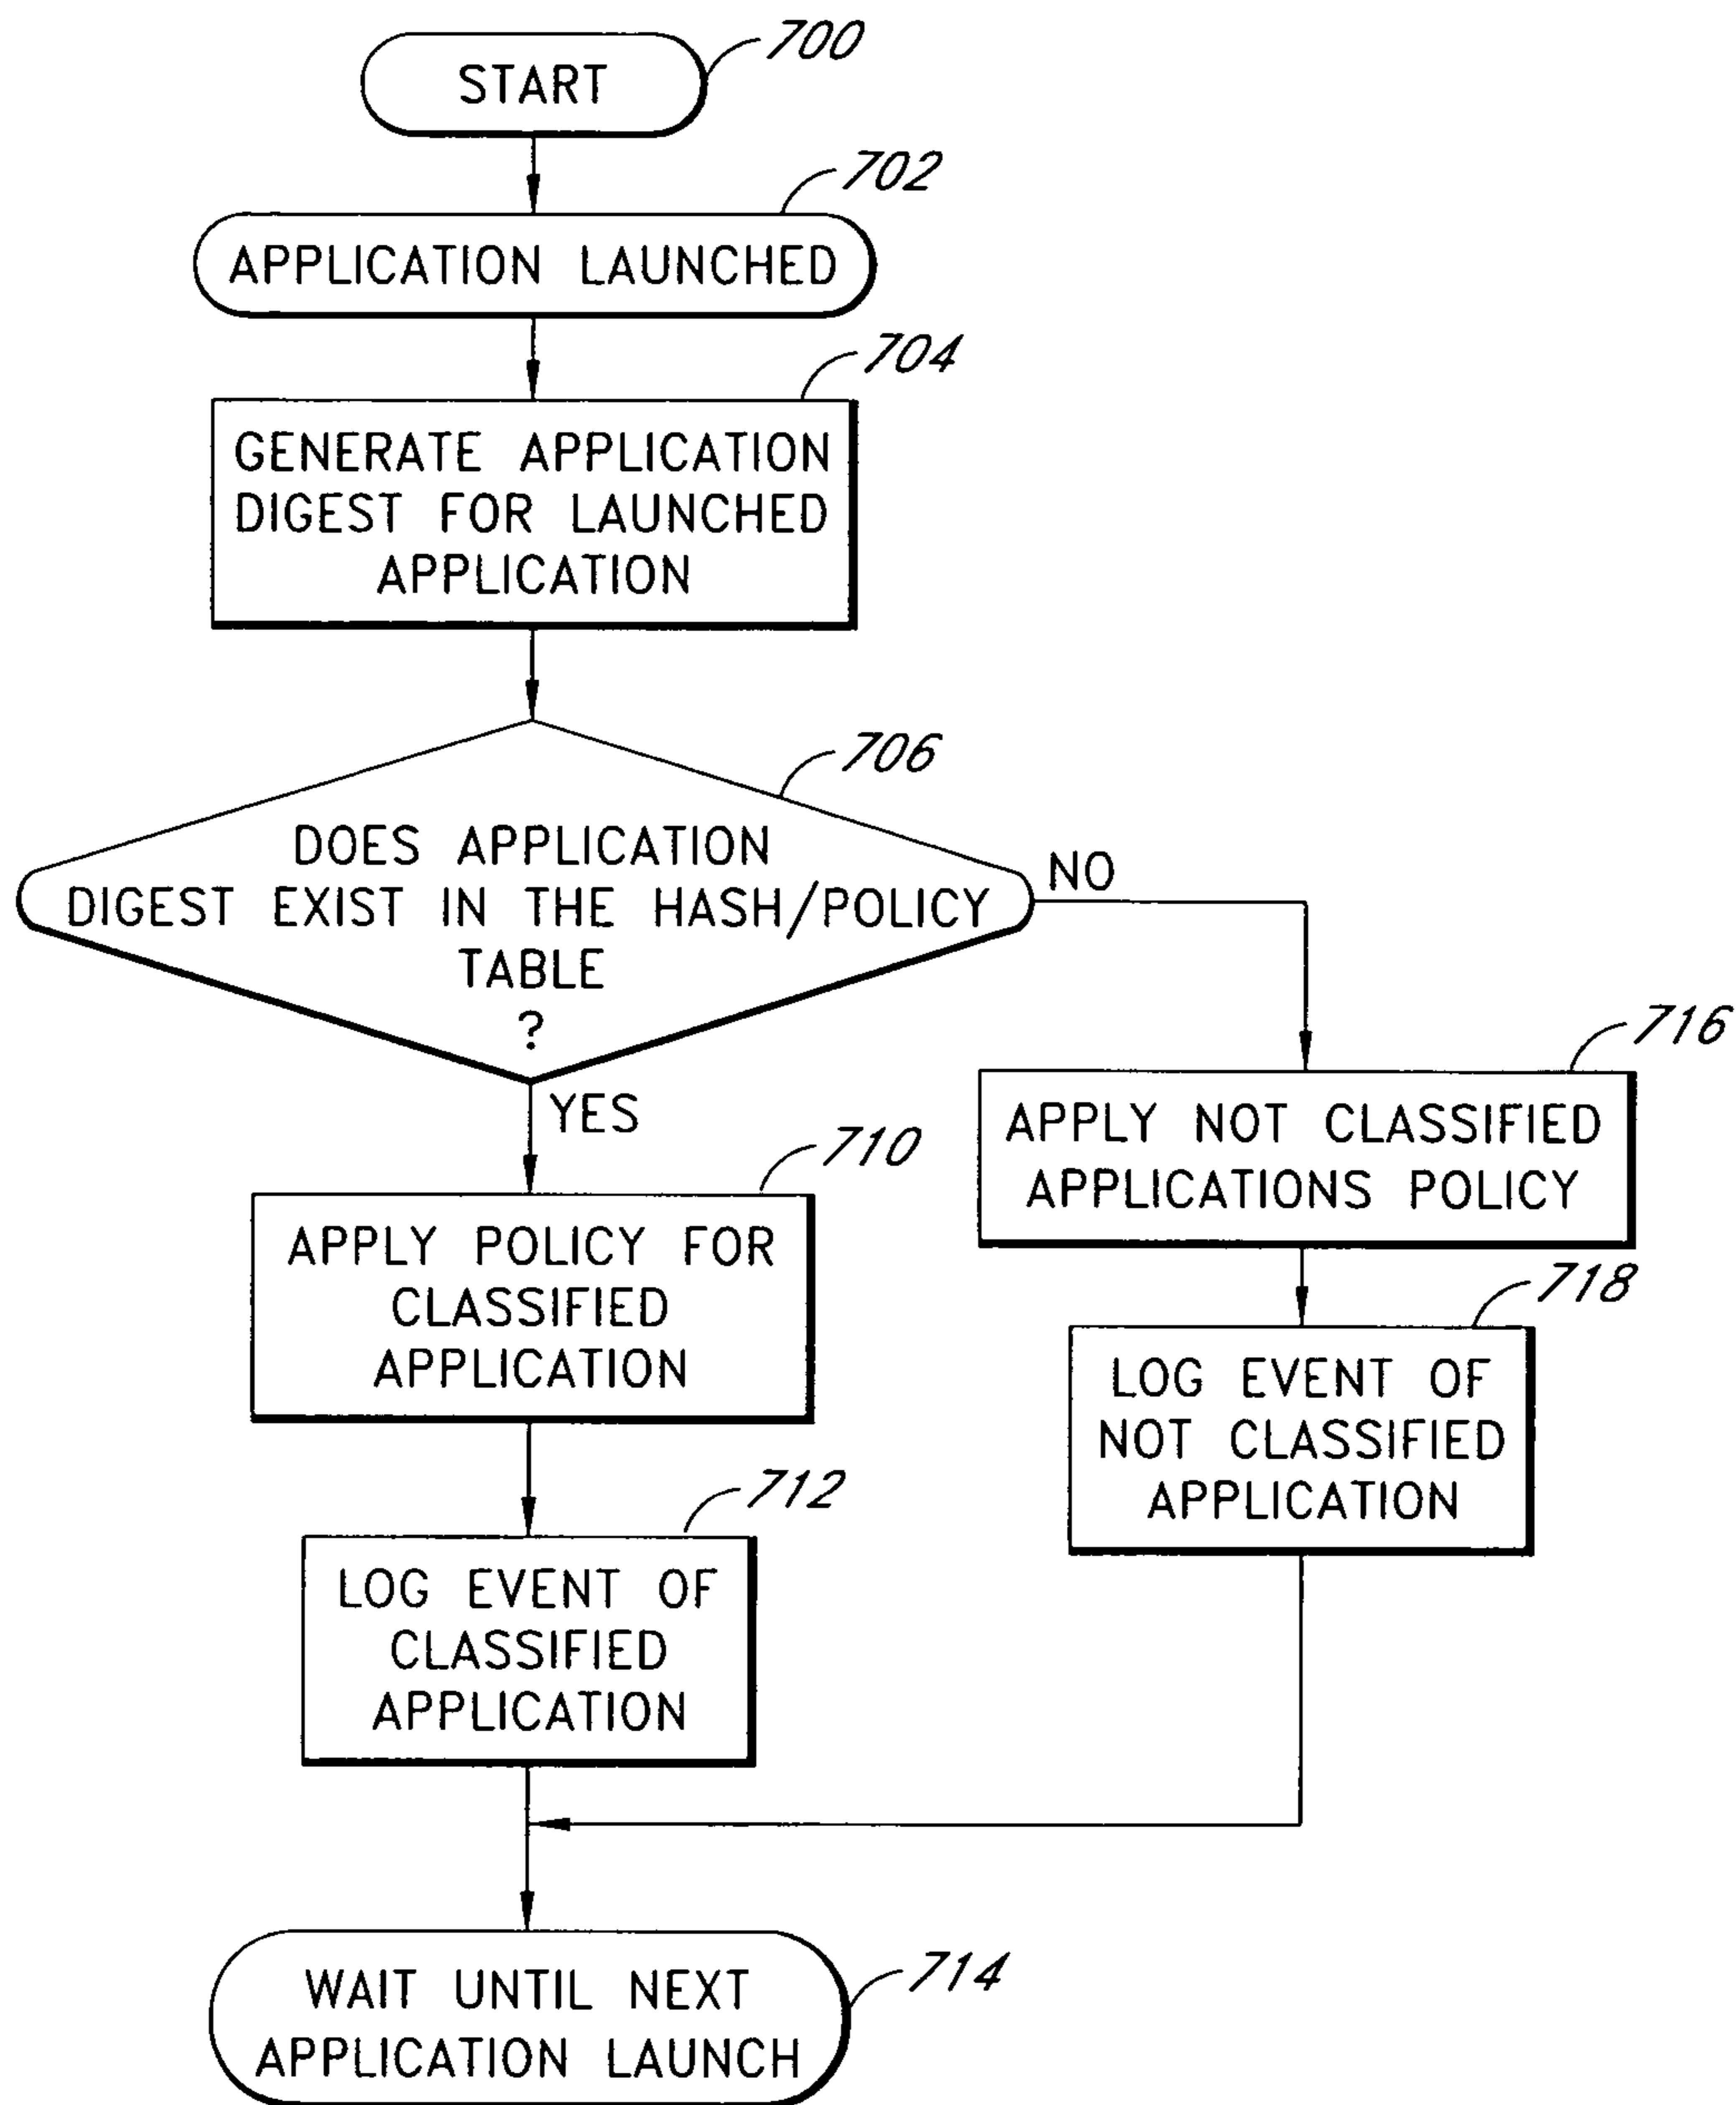 700
START
702
APPLICATION LAUNCHED
704
GENERATE APPLICATION
DIGEST FOR LAUNCHED
APPLICATION
706
DOES APPLICATION
DIGEST EXIST IN THE HASH/POLICY
TABLE
?
NO
YES
716
APPLY NOT CLASSIFIED
APPLICATIONS POLICY
710
APPLY POLICY FOR
CLASSIFIED
APPLICATION
718
LOG EVENT OF
NOT CLASSIFIED
APPLICATION
712
LOG EVENT OF
CLASSIFIED
APPLICATION
714
WAIT UNTIL NEXT
APPLICATION LAUNCH